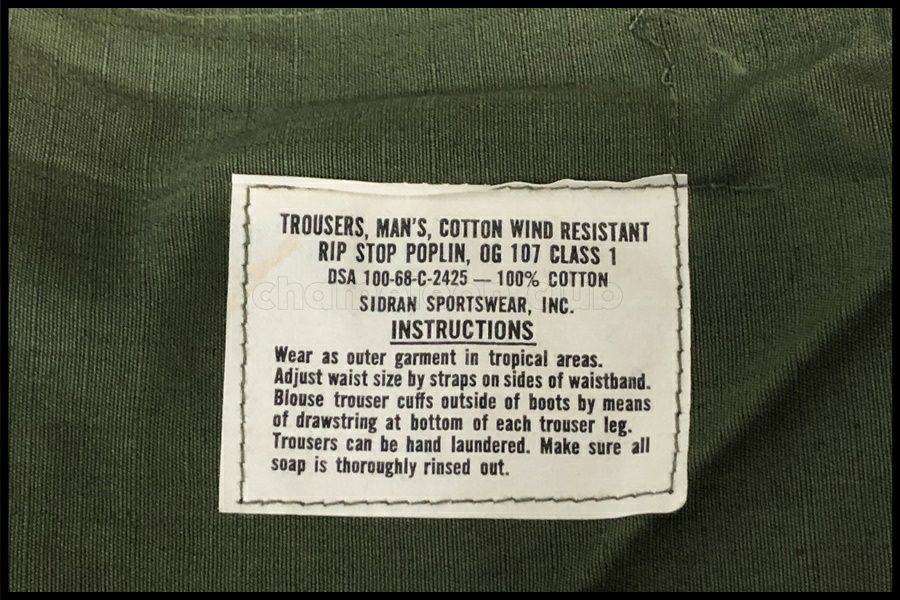 TROUSERS, MAN'S, COTTON WIND RESISTANT
RIP STOP POPLIN, OG 107 CLASS 1
DSA 100-68-C-2425 — 100% COTTON
SIDRAN SPORTSWEAR, INC.
INSTRUCTIONS
Wear as outer garment in tropical areas.
Adjust waist size by straps on sides of waistband.
Blouse trouser cuffs outside of boots by means
of drawstring at bottom of each trouser leg.
Trousers can be hand laundered. Make sure all
soap is thoroughly rinsed out.